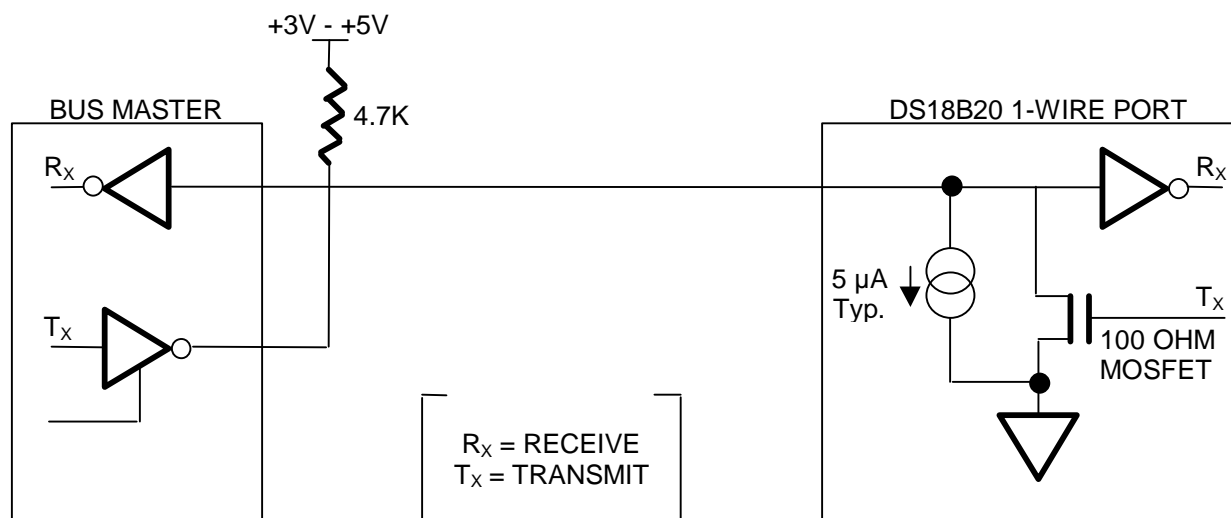 +3V - +5V
4.7K
BUS MASTER
RX
TX
DS18B20 1-WIRE PORT
RX
5 µA
Typ.
TX
100 OHM
MOSFET
RX = RECEIVE
TX = TRANSMIT